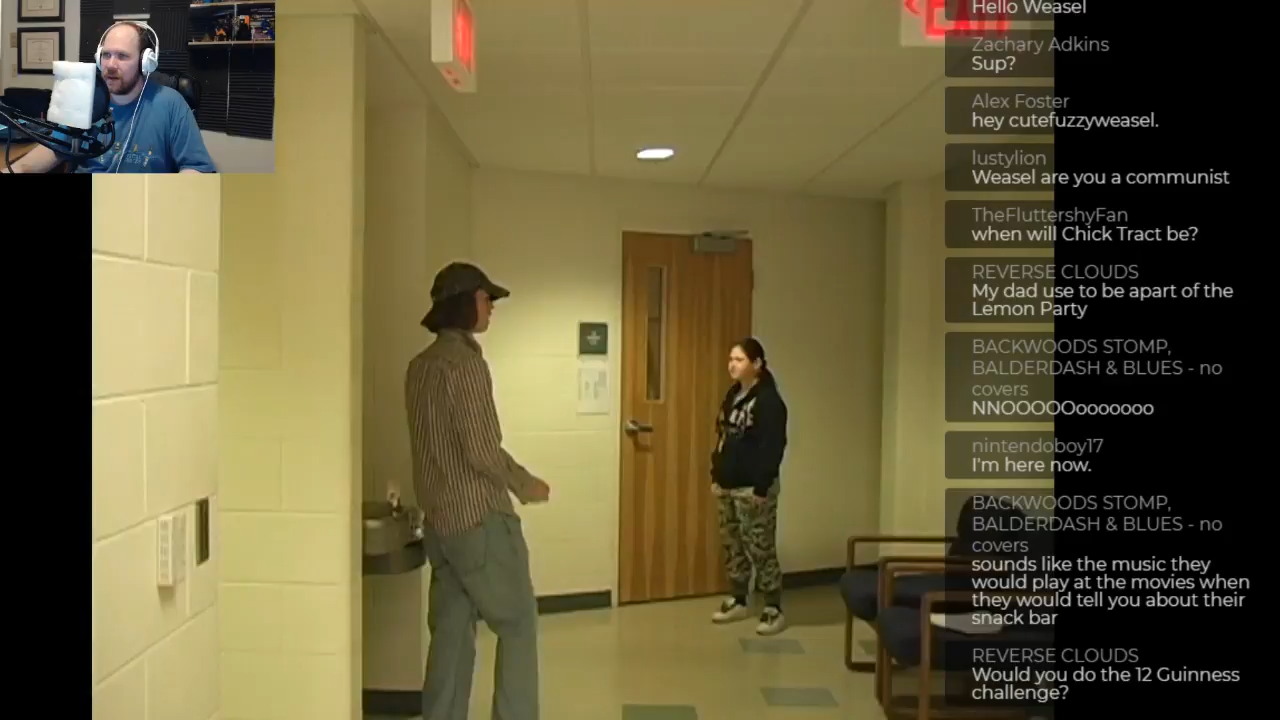 EXIT
Hello Weasel
Zachary Adkins
Sup?
Alex Foster
hey cutefuzzyweasel.
lustylion
Weasel are you a communist
TheFluttershyFan
when will Chick Tract be?
REVERSE CLOUDS
My dad use to be apart of the
Lemon Party
BACKWOODS STOMP,
BALDERDASH & BLUES - no
covers
NNOOOOOooooooo
nintendoboy17
I'm here now.
BACKWOODS STOMP,
BALDERDASH & BLUES - no
covers
sounds like the music they
would play at the movies when
they would tell you about their
snack bar
REVERSE CLOUDS
Would you do the 12 Guinness
challenge?